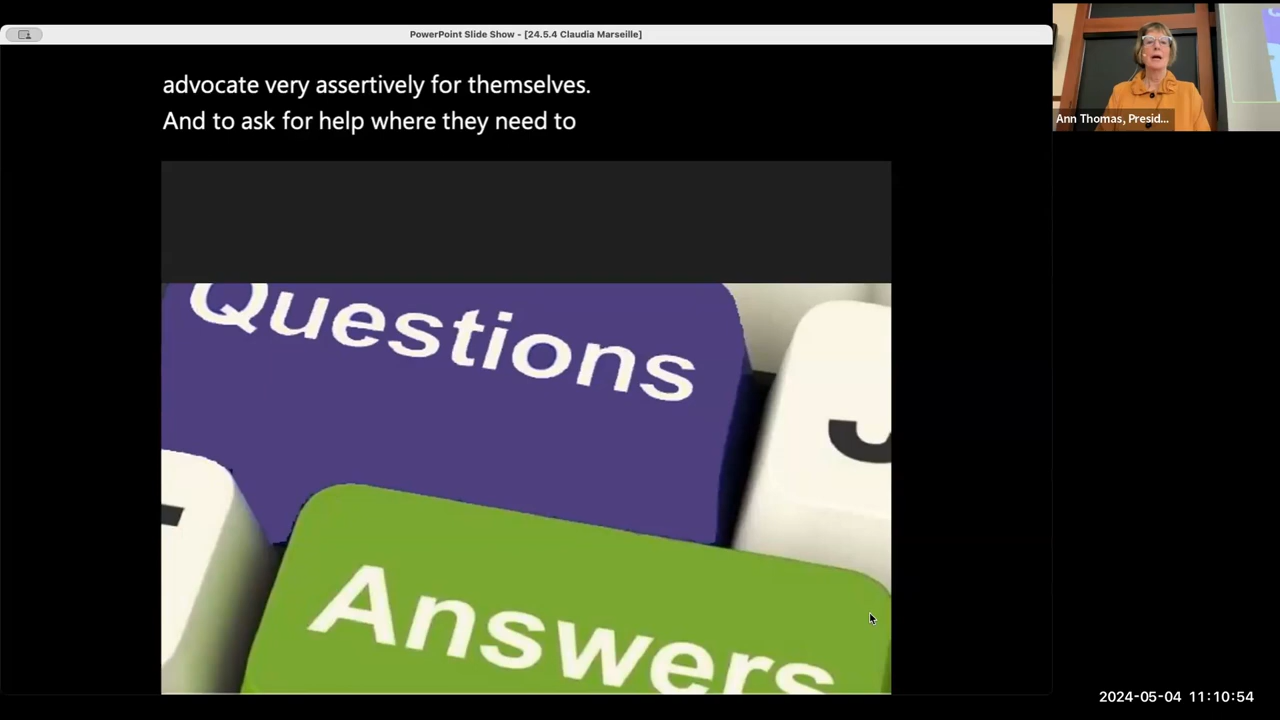 PowerPoint Slide Show - [24.5.4 Claudia Marseille]
advocate very assertively for themselves.
And to ask for help where they need to
Ann Thomas, Presid...
Questions
J
Answers
2024-05-04 11:10:54